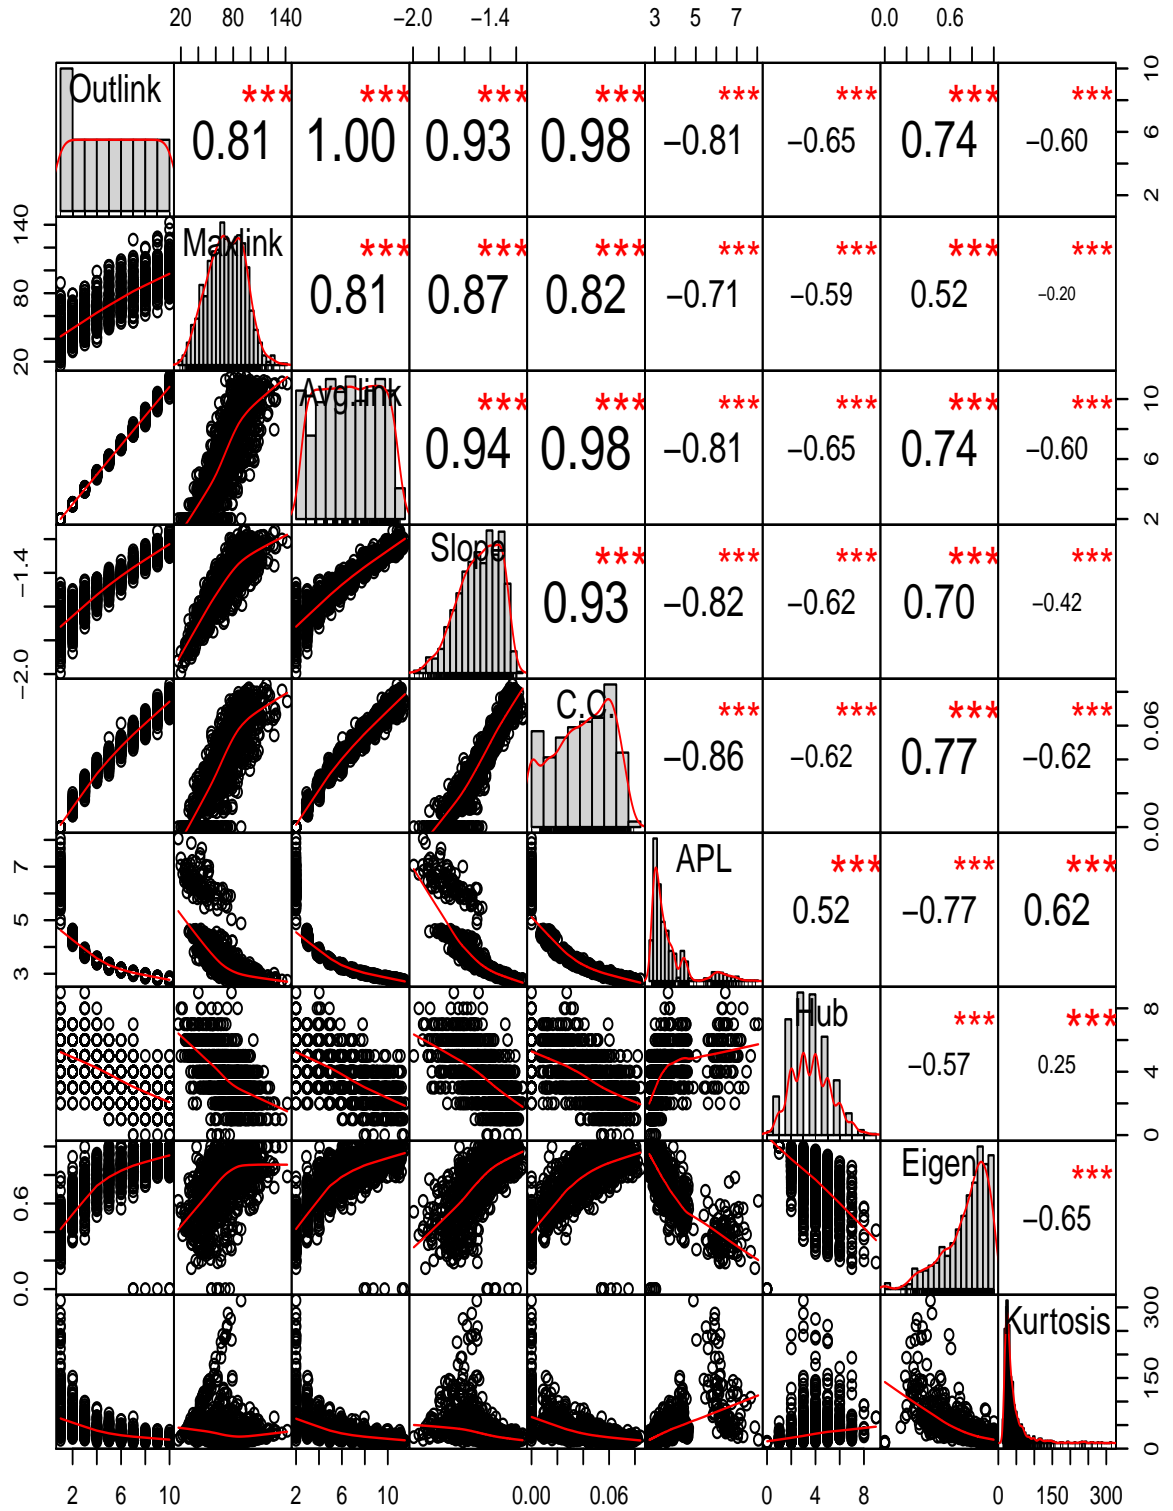 20 80 140 −2.0 −1.4 3 5 7 0.0 0.6
Outlink *** 0.81 *** 1.00 *** 0.93 *** 0.98 *** −0.81 *** −0.65 *** 0.74 *** −0.60 2 6 10
20 80 140 Maxlink *** 0.81 *** 0.87 *** 0.82 *** −0.71 *** −0.59 *** 0.52 *** −0.20
Avg.link *** 0.94 *** 0.98 *** −0.81 *** −0.65 *** 0.74 *** −0.60 2 6 10
−2.0 −1.4 Slope *** 0.93 *** −0.82 *** −0.62 *** 0.70 *** −0.42
C.C. *** −0.86 *** −0.62 *** 0.77 *** −0.62 0.00 0.06
3 5 7 APL *** 0.52 *** −0.77 *** 0.62
Hub *** −0.57 *** 0.25 0 4 8
0.0 0.6 Eigen *** −0.65
Kurtosis 0 150 300
2 6 10 2 6 10 0.00 0.06 0 4 8 0 150 300